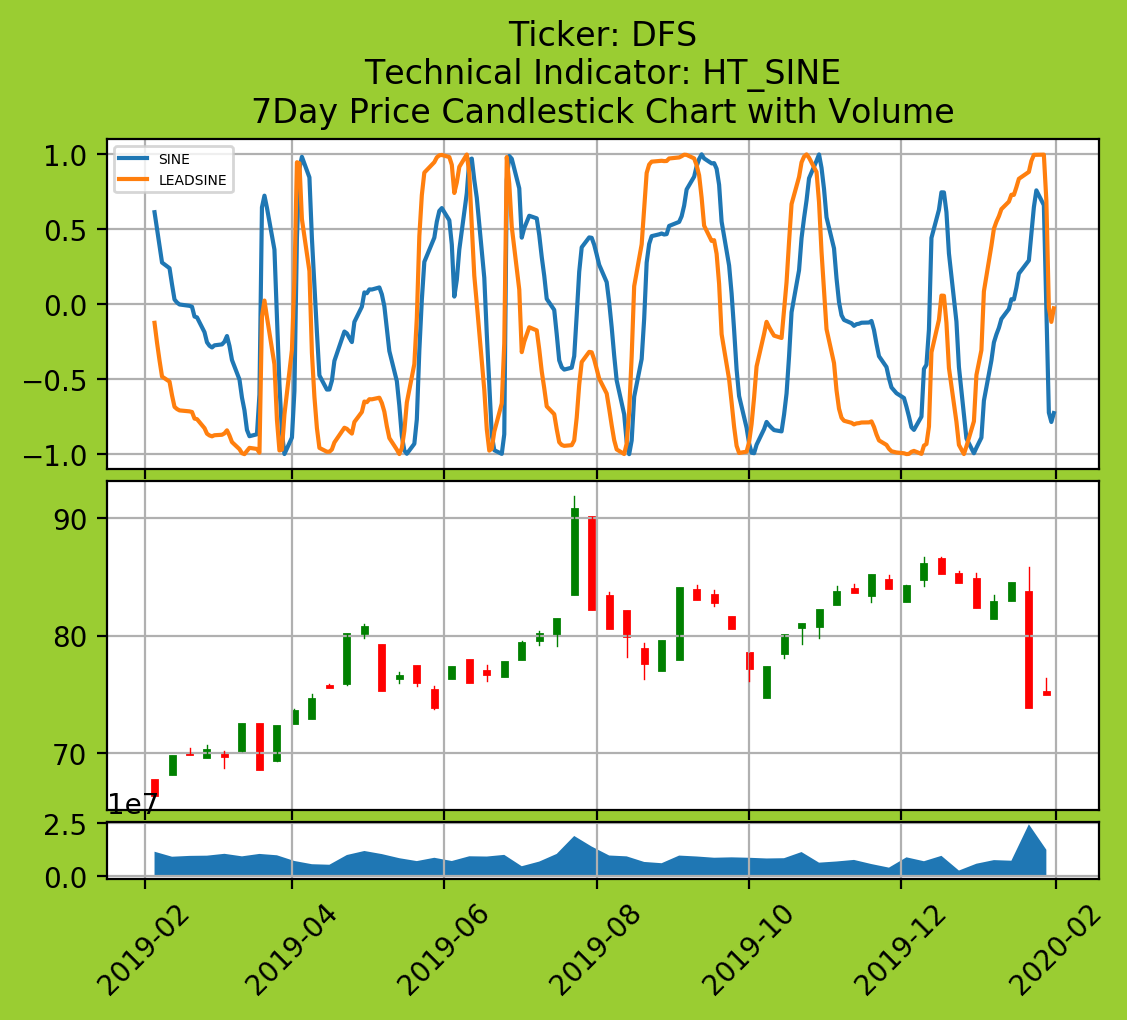 Ticker: DFS
Technical Indicator: HT_SINE
7Day Price Candlestick Chart with Volume
SINE
LEADSINE
1.0
0.5
0.0
−0.5
−1.0
90
80
70
1e7
2.5
0.0
2019-02
2019-04
2019-06
2019-08
2019-10
2019-12
2020-02